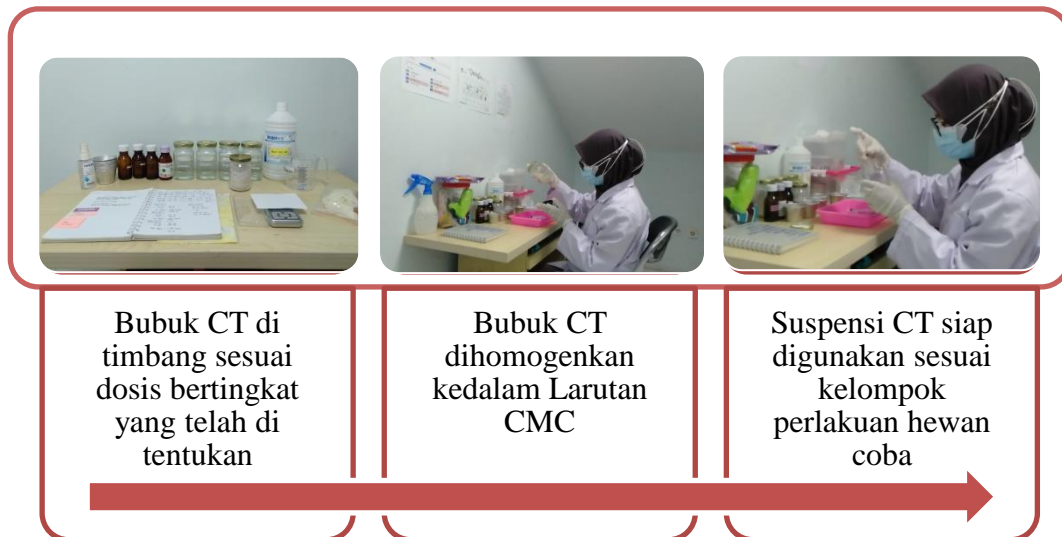 Bubuk CT di
timbang sesuai
dosis bertingkat
yang telah di
tentukan
Bubuk CT
dihomogenkan
kedalam Larutan
CMC
Suspensi CT siap
digunakan sesuai
kelompok
perlakuan hewan
coba